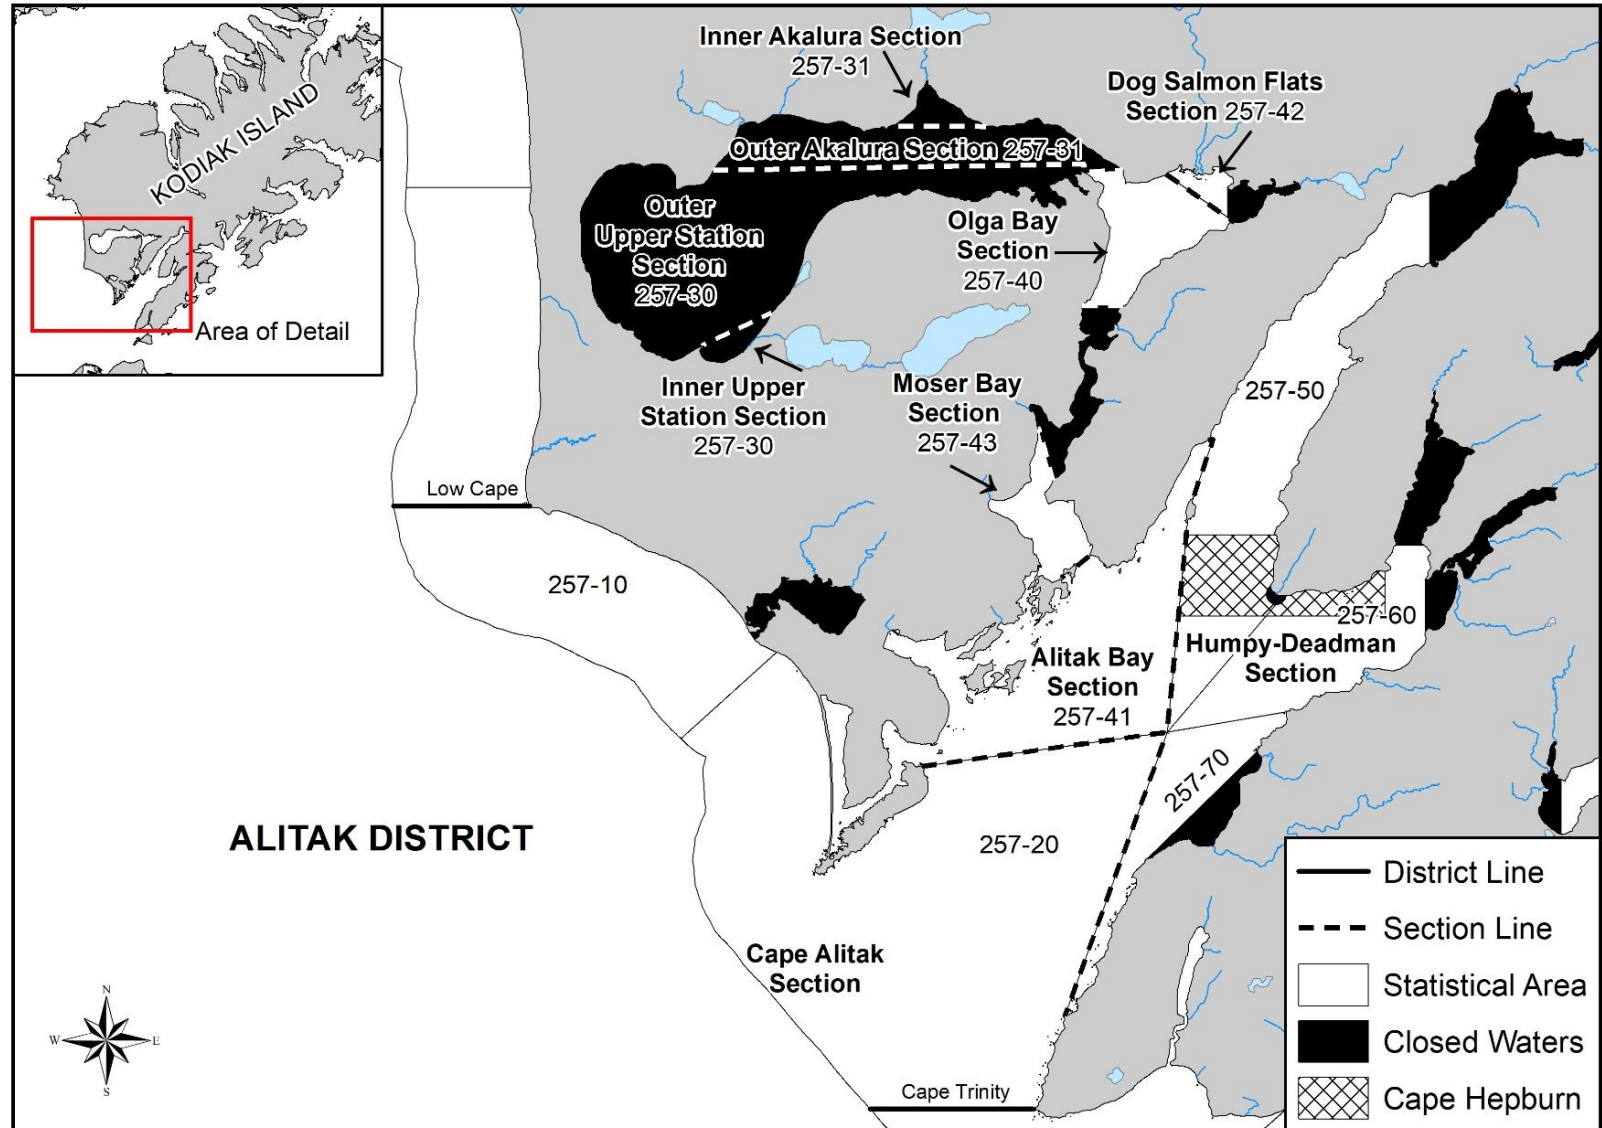 KODIAK ISLAND
Area of Detail
Inner Akalura Section
257-31
Dog Salmon Flats
Section 257-42
Outer Akalura Section 257-31
Outer
Upper Station
Section
257-30
Olga Bay
Section
257-40
Inner Upper
Station Section
257-30
Moser Bay
Section
257-43
257-50
Low Cape
257-10
257-60
Humpy-Deadman
Section
Alitak Bay
Section
257-41
257-70
257-20
ALITAK DISTRICT
Cape Alitak
Section
Cape Trinity
N
W
E
S
District Line
Section Line
Statistical Area
Closed Waters
Cape Hepburn